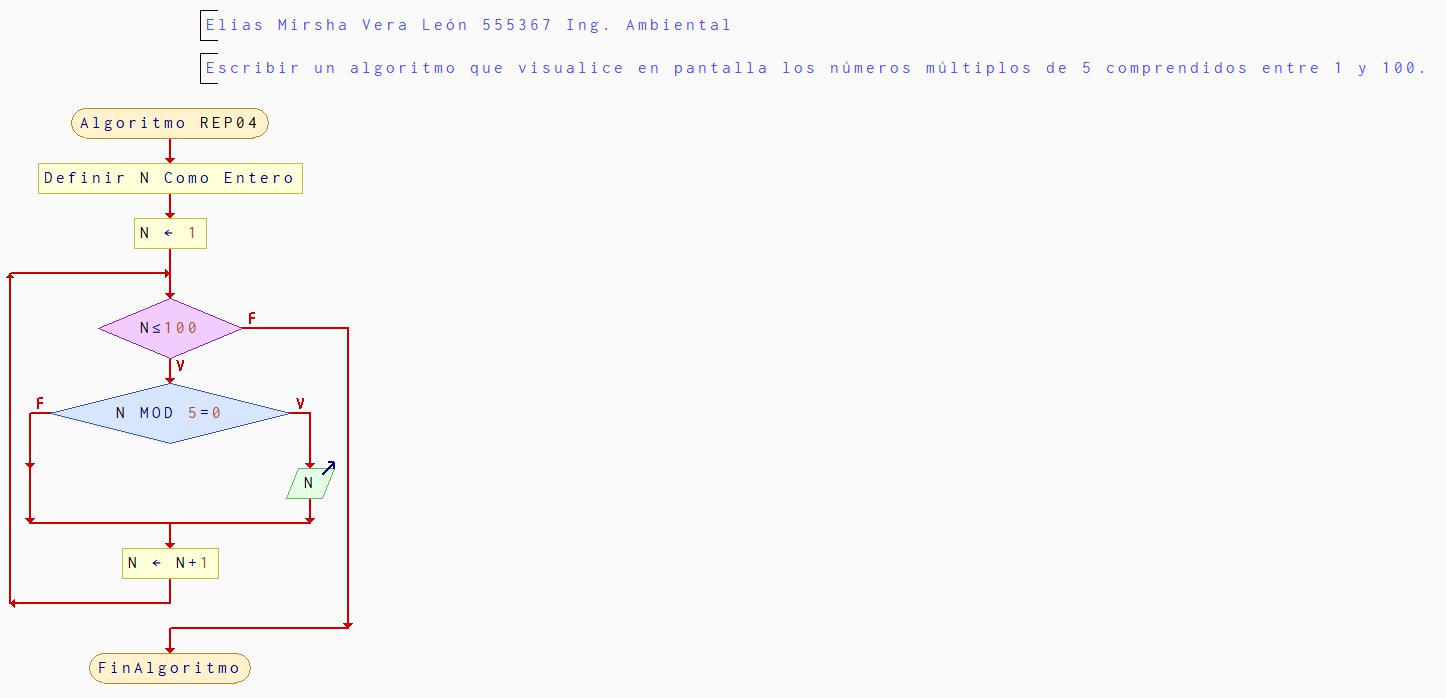 Elias Mirsha Vera León 555367 Ing. Ambiental
Escribir un algoritmo que visualice en pantalla los números múltiplos de 5 comprendidos entre 1 y 100.
Algoritmo REP04
Definir N Como Entero
N ← 1
N≤100
F
V
N MOD 5=0
F
V
N
N ← N+1
FinAlgoritmo